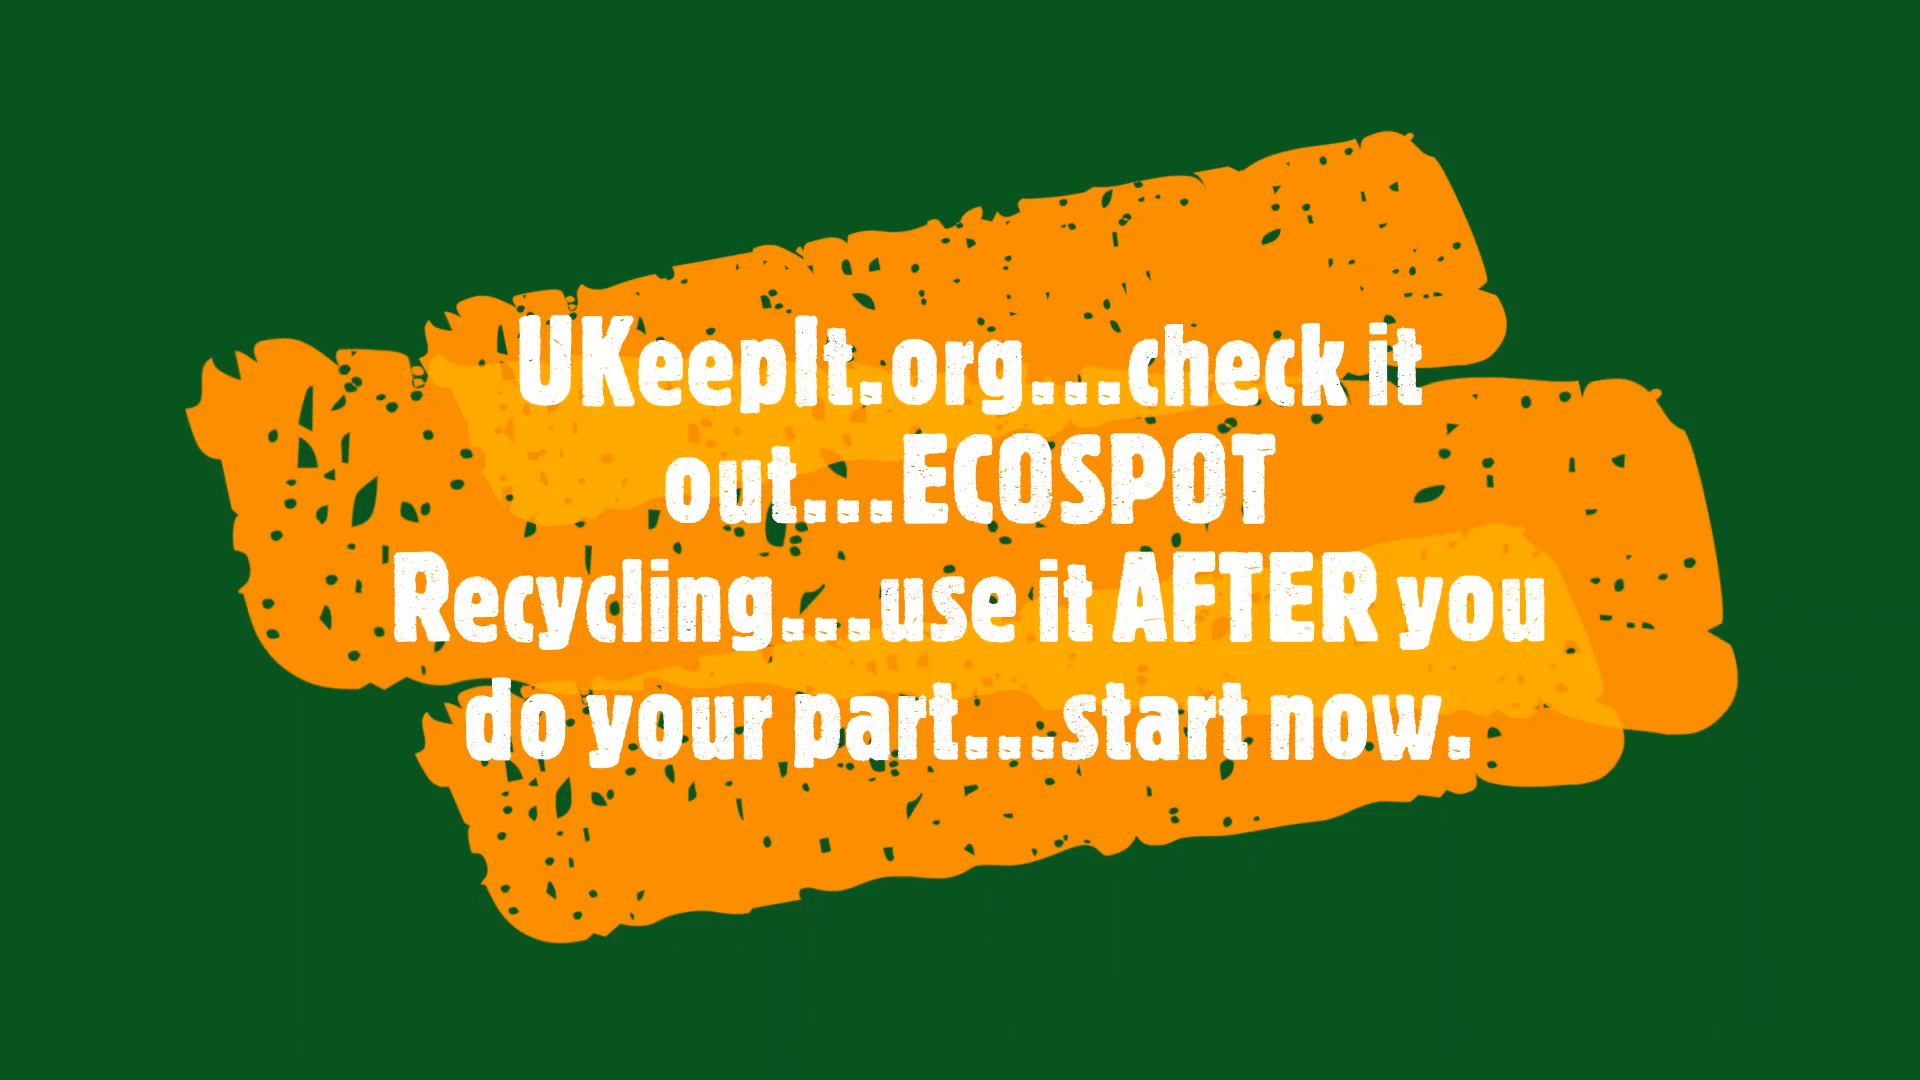 UKeepIt.org...check it
out...ECOSPOT
Recycling...use it AFTER you
do your part...start now.